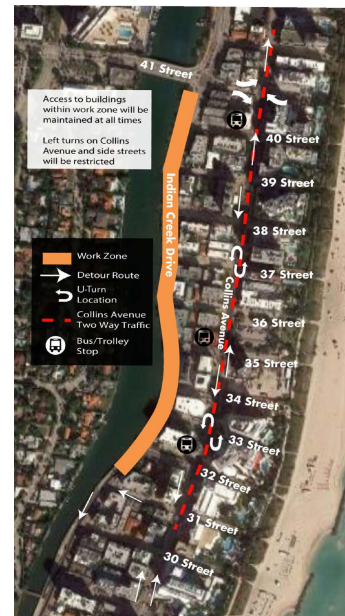 41 Street
Access to buildings
within work zone will be
maintained at all times
Left turns on Collins
Avenue and side streets
will be restricted
40 Street
39 Street
Indian Creek Drive
38 Street
37 Street
Collins Avenue
36 Street
35 Street
34 Street
33 Street
32 Street
31 Street
30 Street
Work Zone
Detour Route
U-Turn
Location
Collins Avenue
Two Way Traffic
Bus/Trolley
Stop